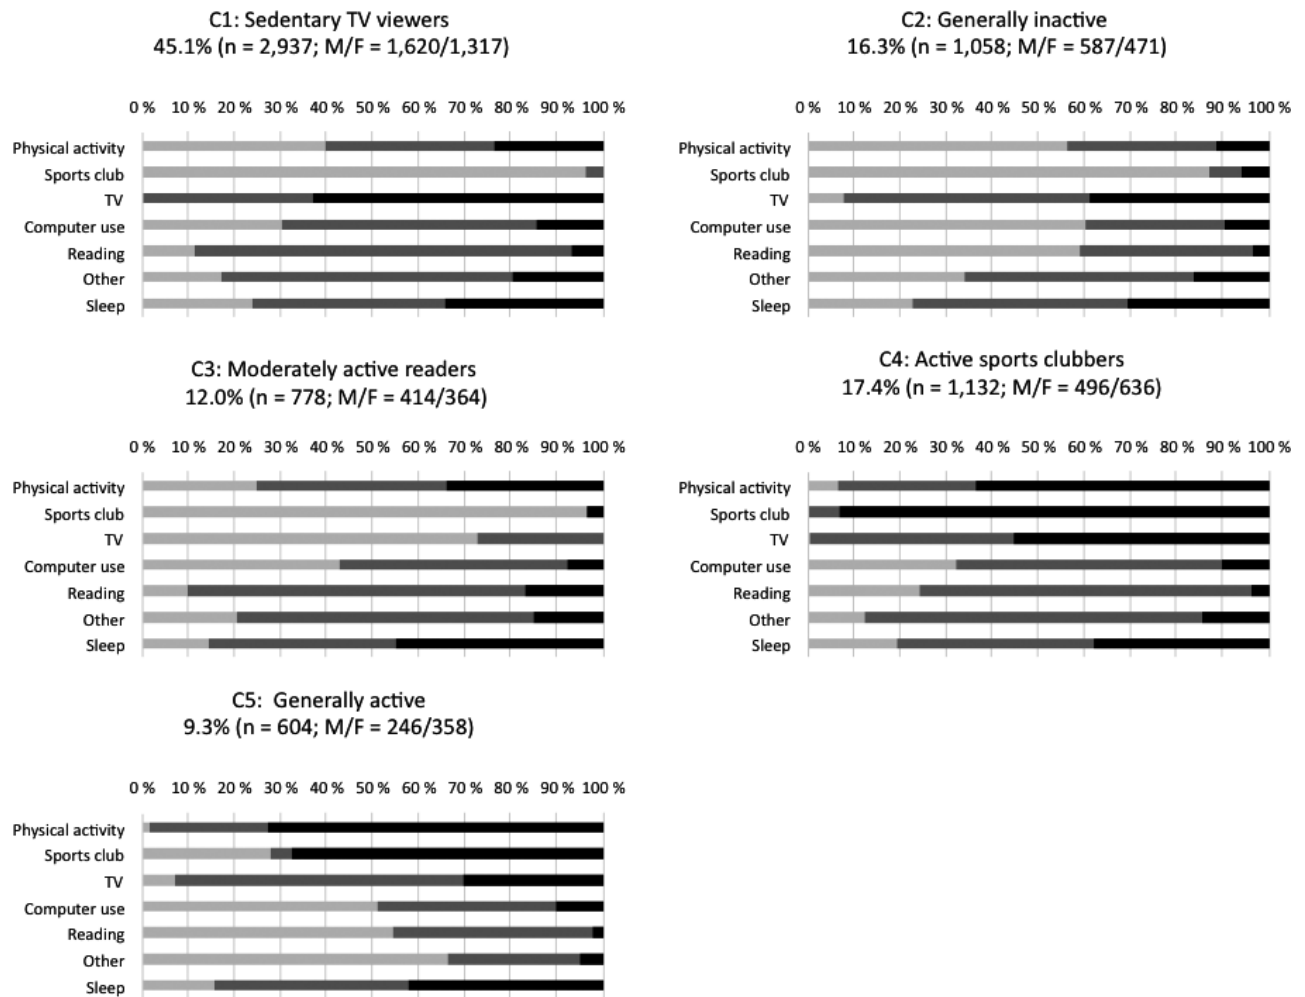 C1: Sedentary TV viewers
45.1% (n = 2,937; M/F = 1,620/1,317)
0 % 10 % 20 % 30 % 40 % 50 % 60 % 70 % 80 % 90 % 100 %
Physical activity
Sports club
TV
Computer use
Reading
Other
Sleep
C2: Generally inactive
16.3% (n = 1,058; M/F = 587/471)
0 % 10 % 20 % 30 % 40 % 50 % 60 % 70 % 80 % 90 % 100 %
Physical activity
Sports club
TV
Computer use
Reading
Other
Sleep
C3: Moderately active readers
12.0% (n = 778; M/F = 414/364)
0 % 10 % 20 % 30 % 40 % 50 % 60 % 70 % 80 % 90 % 100 %
Physical activity
Sports club
TV
Computer use
Reading
Other
Sleep
C4: Active sports clubbers
17.4% (n = 1,132; M/F = 496/636)
0 % 10 % 20 % 30 % 40 % 50 % 60 % 70 % 80 % 90 % 100 %
Physical activity
Sports club
TV
Computer use
Reading
Other
Sleep
C5: Generally active
9.3% (n = 604; M/F = 246/358)
0 % 10 % 20 % 30 % 40 % 50 % 60 % 70 % 80 % 90 % 100 %
Physical activity
Sports club
TV
Computer use
Reading
Other
Sleep